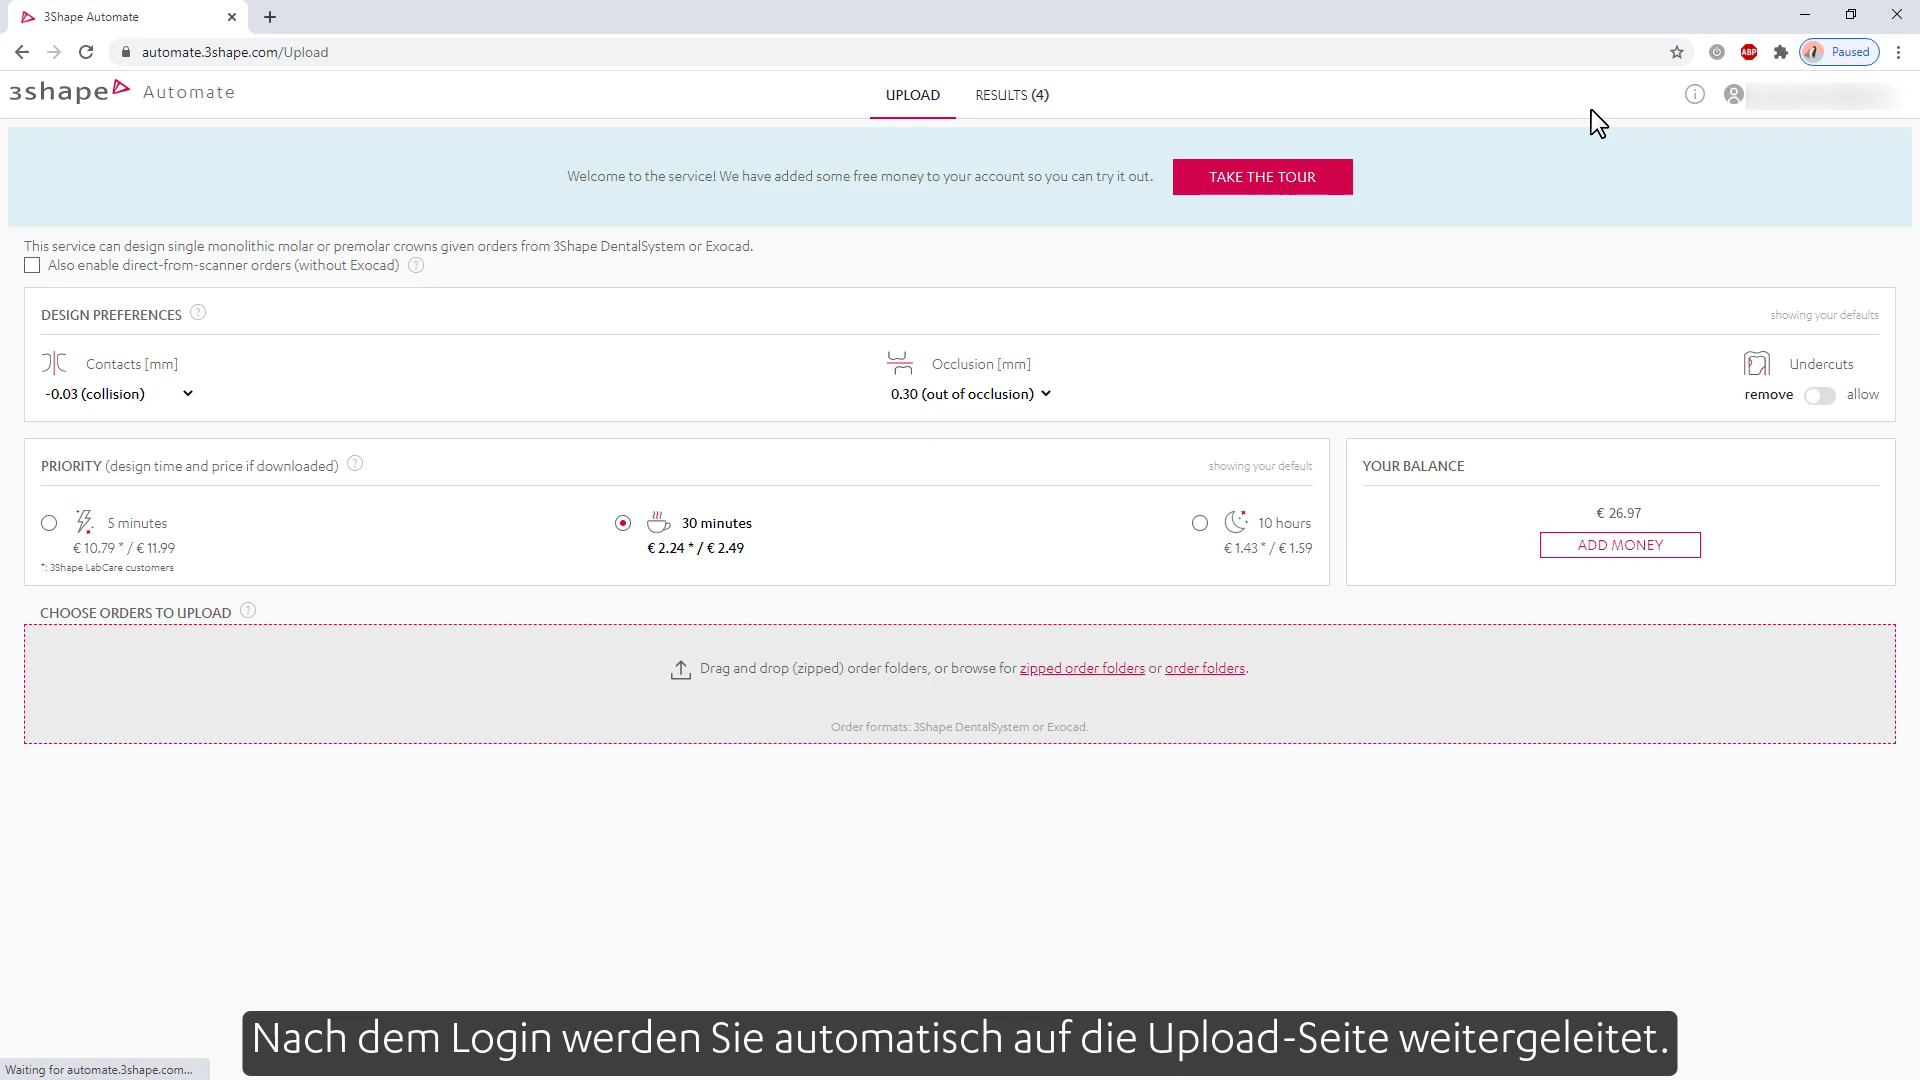 3Shape Automate
automate.3shape.com/Upload
ABP
Paused
3shape Automate
UPLOAD
RESULTS (4)
Welcome to the service! We have added some free money to your account so you can try it out.
TAKE THE TOUR
This service can design single monolithic molar or premolar crowns given orders from 3Shape DentalSystem or Exocad.
Also enable direct-from-scanner orders (without Exocad) ?
DESIGN PREFERENCES ?
showing your defaults
Contacts [mm]
-0.03 (collision)
Occlusion [mm]
0.30 (out of occlusion)
Undercuts
remove allow
PRIORITY (design time and price if downloaded) ?
showing your default
5 minutes
€ 10.79 * / € 11.99
*: 3Shape LabCare customers
30 minutes
€ 2.24 * / € 2.49
10 hours
€ 1.43 * / € 1.59
YOUR BALANCE
€ 26.97
ADD MONEY
CHOOSE ORDERS TO UPLOAD ?
Drag and drop (zipped) order folders, or browse for zipped order folders or order folders.
Order formats: 3Shape DentalSystem or Exocad.
Nach dem Login werden Sie automatisch auf die Upload-Seite weitergeleitet.
Waiting for automate.3shape.com...